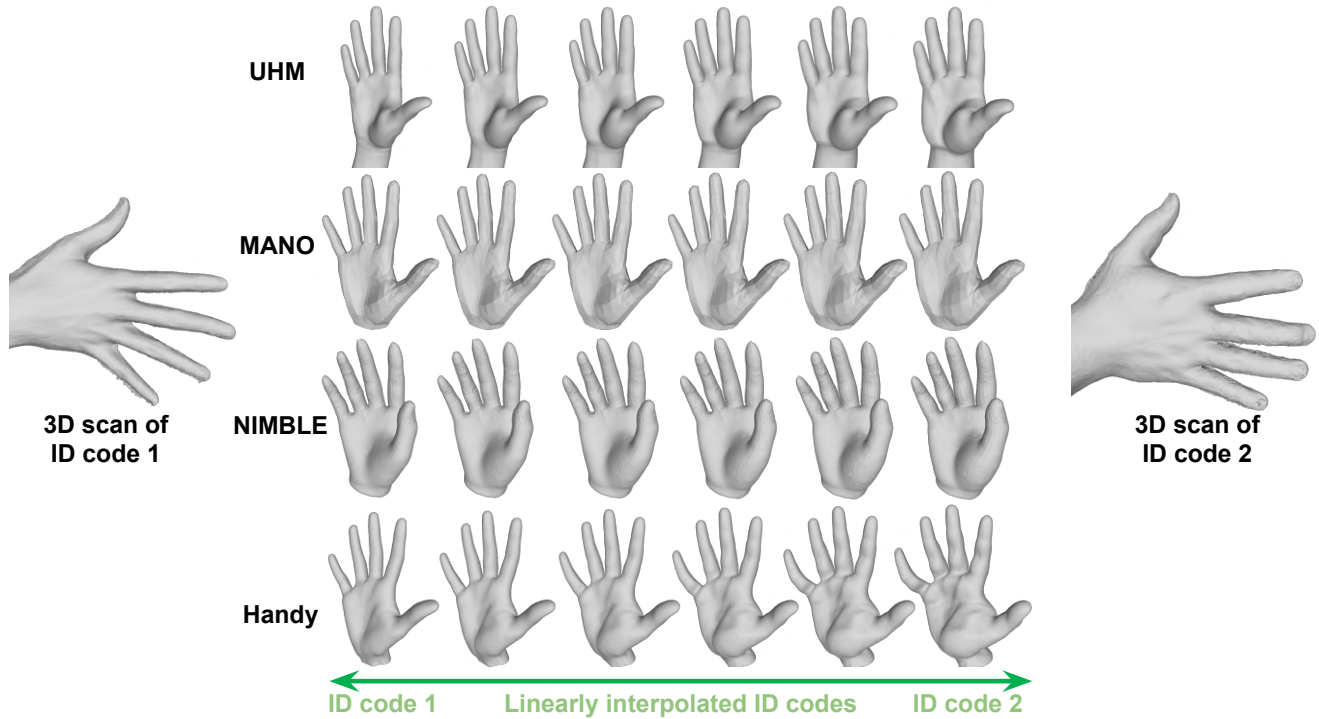 UHM
MANO
3D scan of
ID code 1
NIMBLE
3D scan of
ID code 2
Handy
ID code 1
Linearly interpolated ID codes
ID code 2